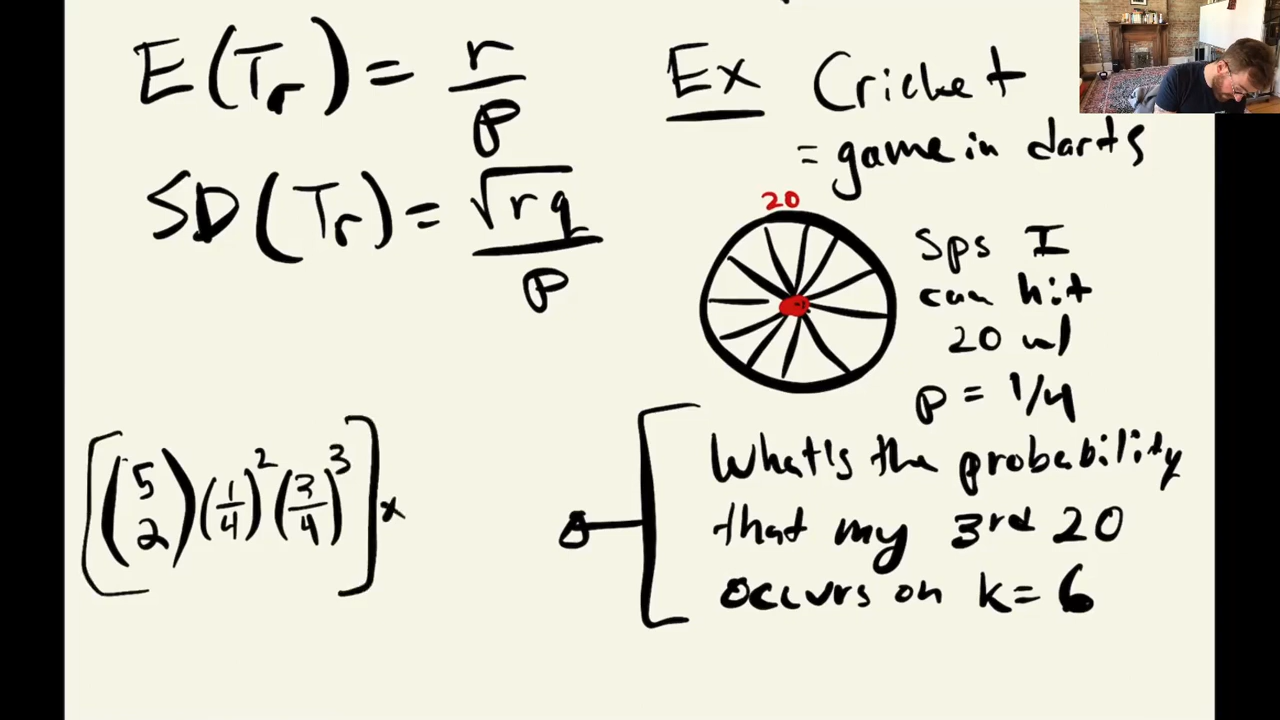 E(Tr) = r/p
SD(Tr) = √rq/p
Ex Cricket
= game in darts
20
Sps I
can hit
20 w/
p = 1/4
What's the probability
that my 3rd 20
occurs on k = 6
[(5 2)(1/4)^2(3/4)^3] ×